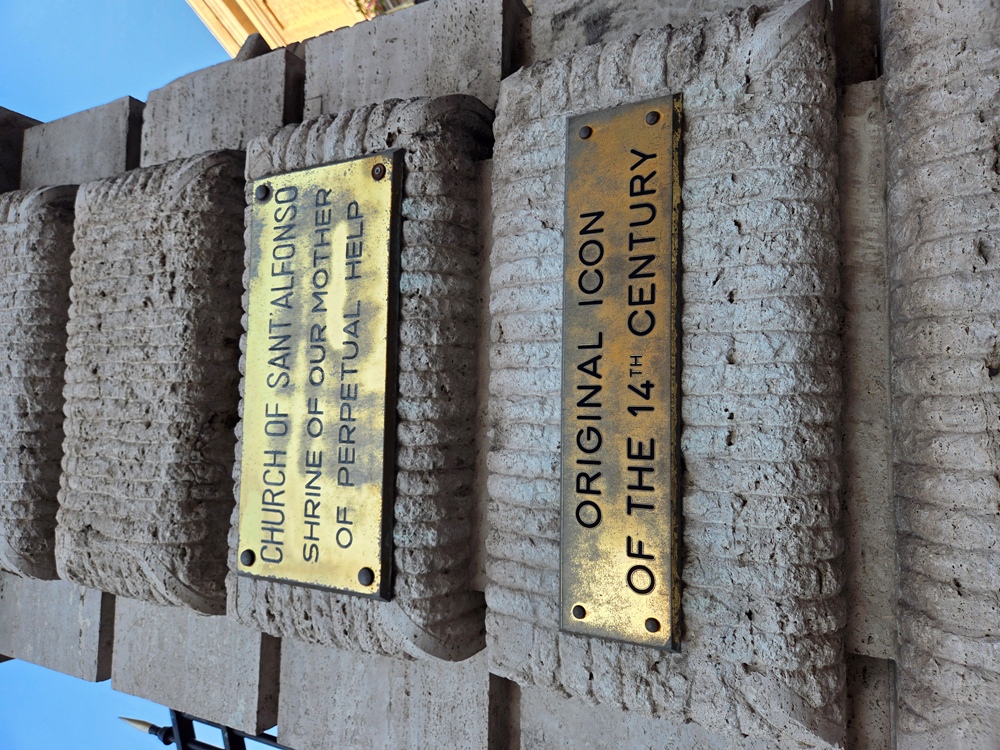 CHURCH OF SANT'ALFONSO
SHRINE OF OUR MOTHER
OF PERPETUAL HELP
ORIGINAL ICON
OF THE 14TH CENTURY